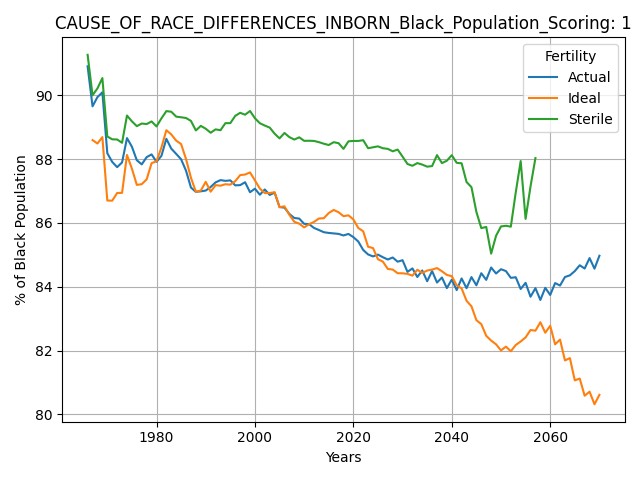 CAUSE_OF_RACE_DIFFERENCES_INBORN_Black_Population_Scoring: 1
Fertility
Actual
Ideal
Sterile
% of Black Population
90
88
86
84
82
80
1980
2000
2020
2040
2060
Years